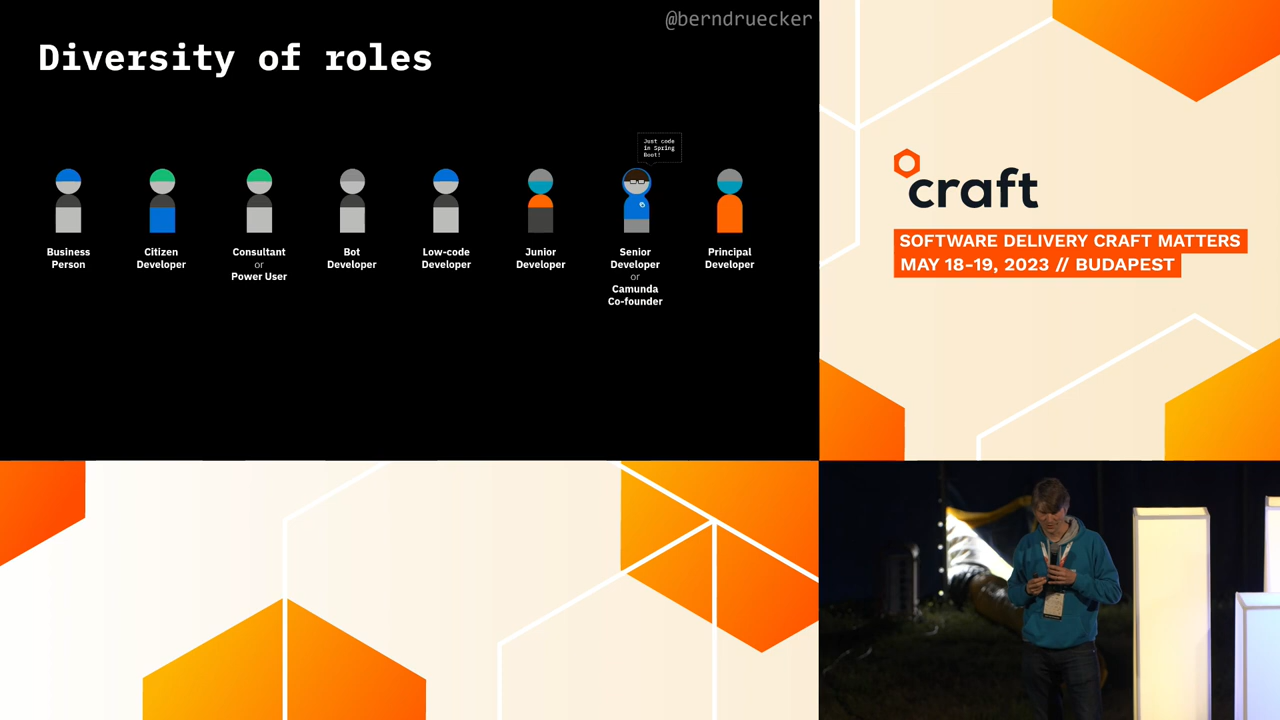 @berndruecker
Diversity of roles
Just code
in Spring
Boot!
Business
Person
Citizen
Developer
Consultant
or
Power User
Bot
Developer
Low-code
Developer
Junior
Developer
Senior
Developer
or
Camunda
Co-founder
Principal
Developer
craft
SOFTWARE DELIVERY CRAFT MATTERS
MAY 18-19, 2023 // BUDAPEST